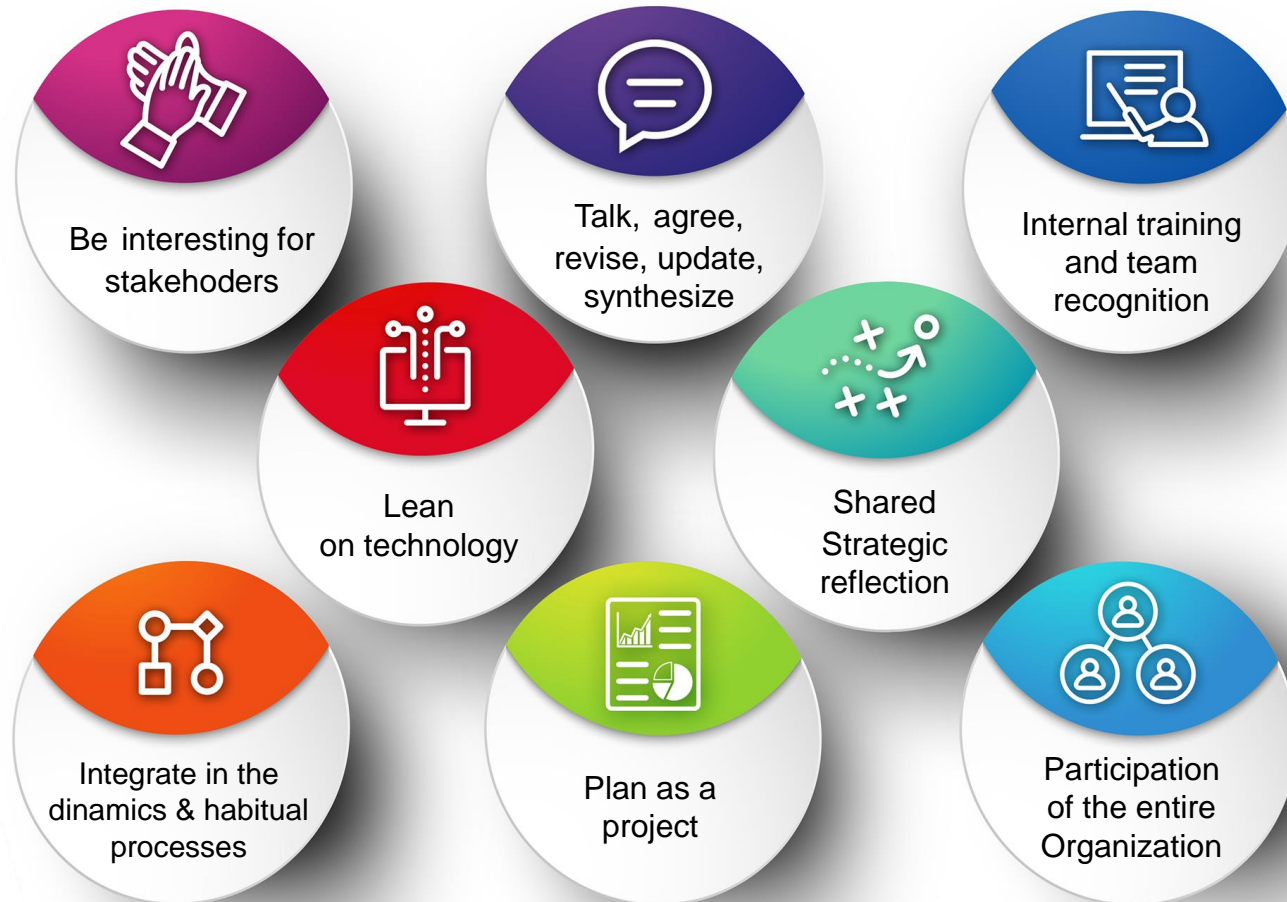 Be interesting for
stakehoders
Talk, agree,
revise, update,
synthesize
Internal training
and team
recognition
Lean
on technology
Shared
Strategic
reflection
Integrate in the
dinamics & habitual
processes
Plan as a
project
Participation
of the entire
Organization